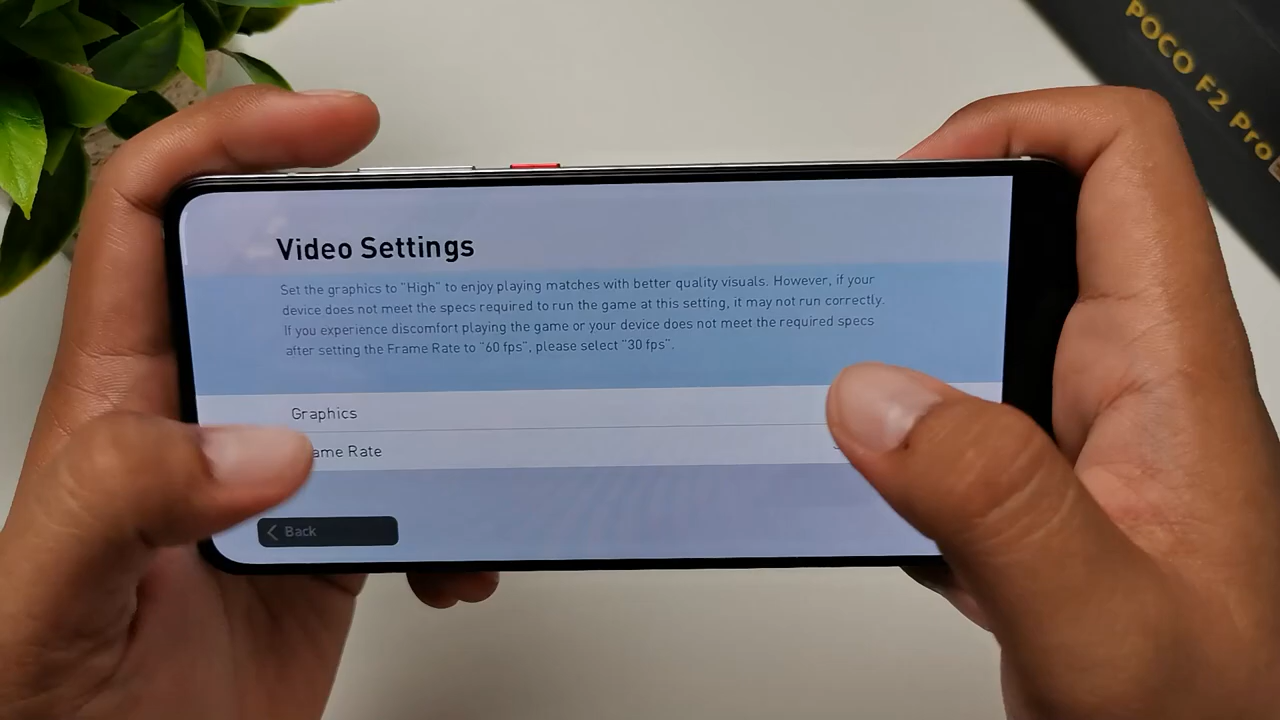 POCO F2 Pro
Video Settings
Set the graphics to "High" to enjoy playing matches with better quality visuals. However, if your
device does not meet the specs required to run the game at this setting, it may not run correctly.
If you experience discomfort playing the game or your device does not meet the required specs
after setting the Frame Rate to "60 fps", please select "30 fps".
Graphics
ame Rate
Back